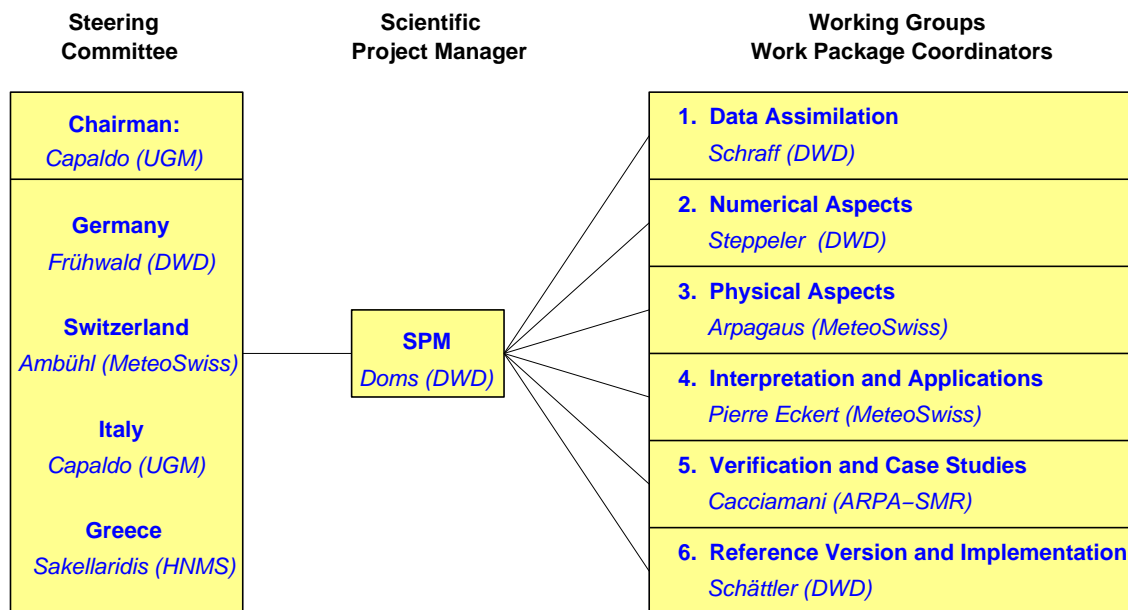 Steering
Committee
Scientific
Project Manager
Working Groups
Work Package Coordinators
Chairman:
Capaldo (UGM)
Germany
Frühwald (DWD)
Switzerland
Ambühl (MeteoSwiss)
Italy
Capaldo (UGM)
Greece
Sakellaridis (HNMS)
SPM
Doms (DWD)
1. Data Assimilation
Schraff (DWD)
2. Numerical Aspects
Steppeler (DWD)
3. Physical Aspects
Arpagaus (MeteoSwiss)
4. Interpretation and Applications
Pierre Eckert (MeteoSwiss)
5. Verification and Case Studies
Cacciamani (ARPA−SMR)
6. Reference Version and Implementation
Schättler (DWD)